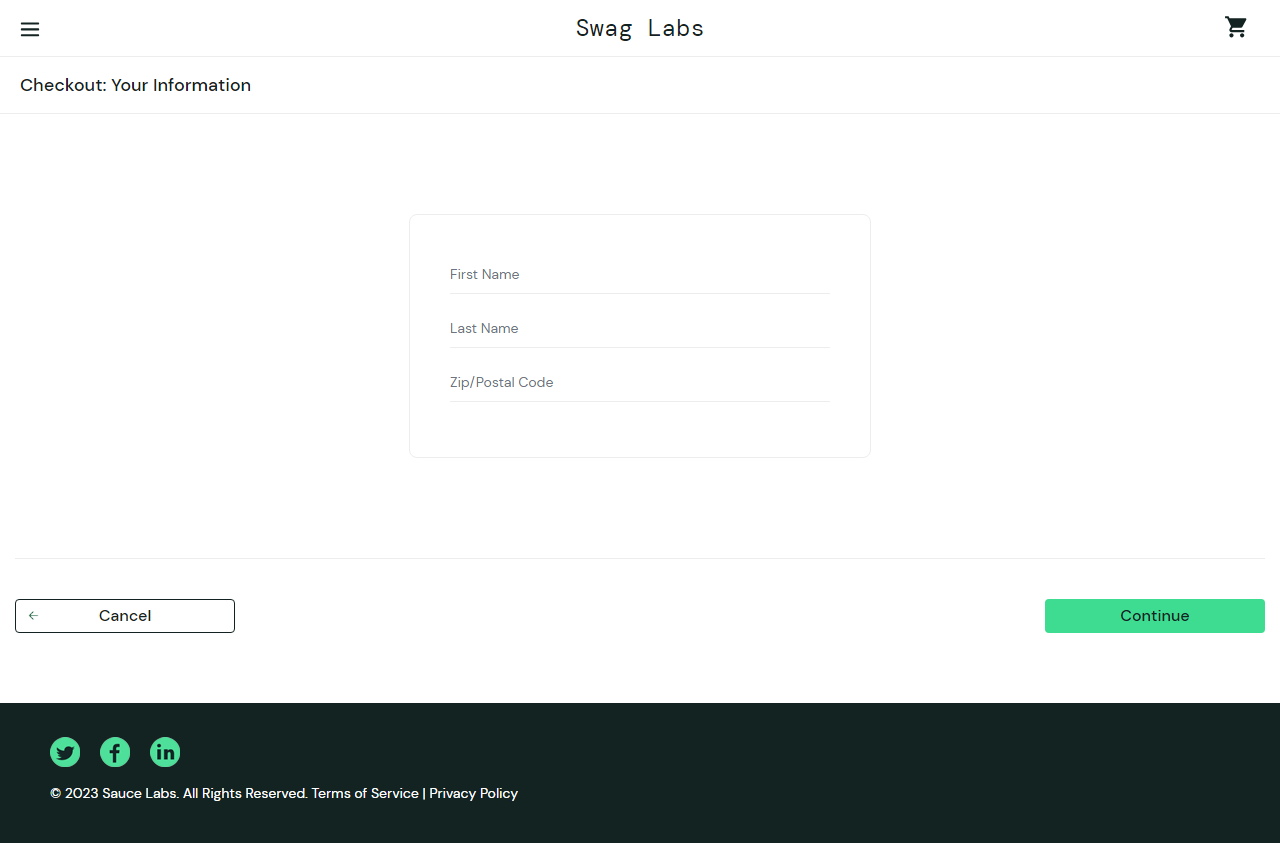 Swag Labs
Checkout: Your Information
First Name
Last Name
Zip/Postal Code
Cancel
Continue
© 2023 Sauce Labs. All Rights Reserved. Terms of Service | Privacy Policy